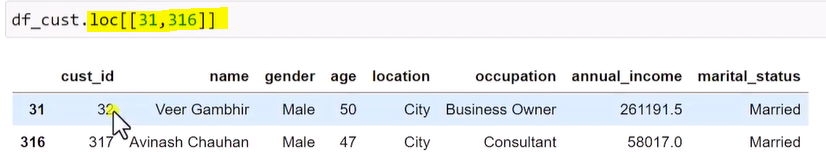 df_cust.loc[[31,316]]
cust_id name gender age location occupation annual_income marital_status
31 32 Veer Gambhir Male 50 City Business Owner 261191.5 Married
316 317 Avinash Chauhan Male 47 City Consultant 58017.0 Married